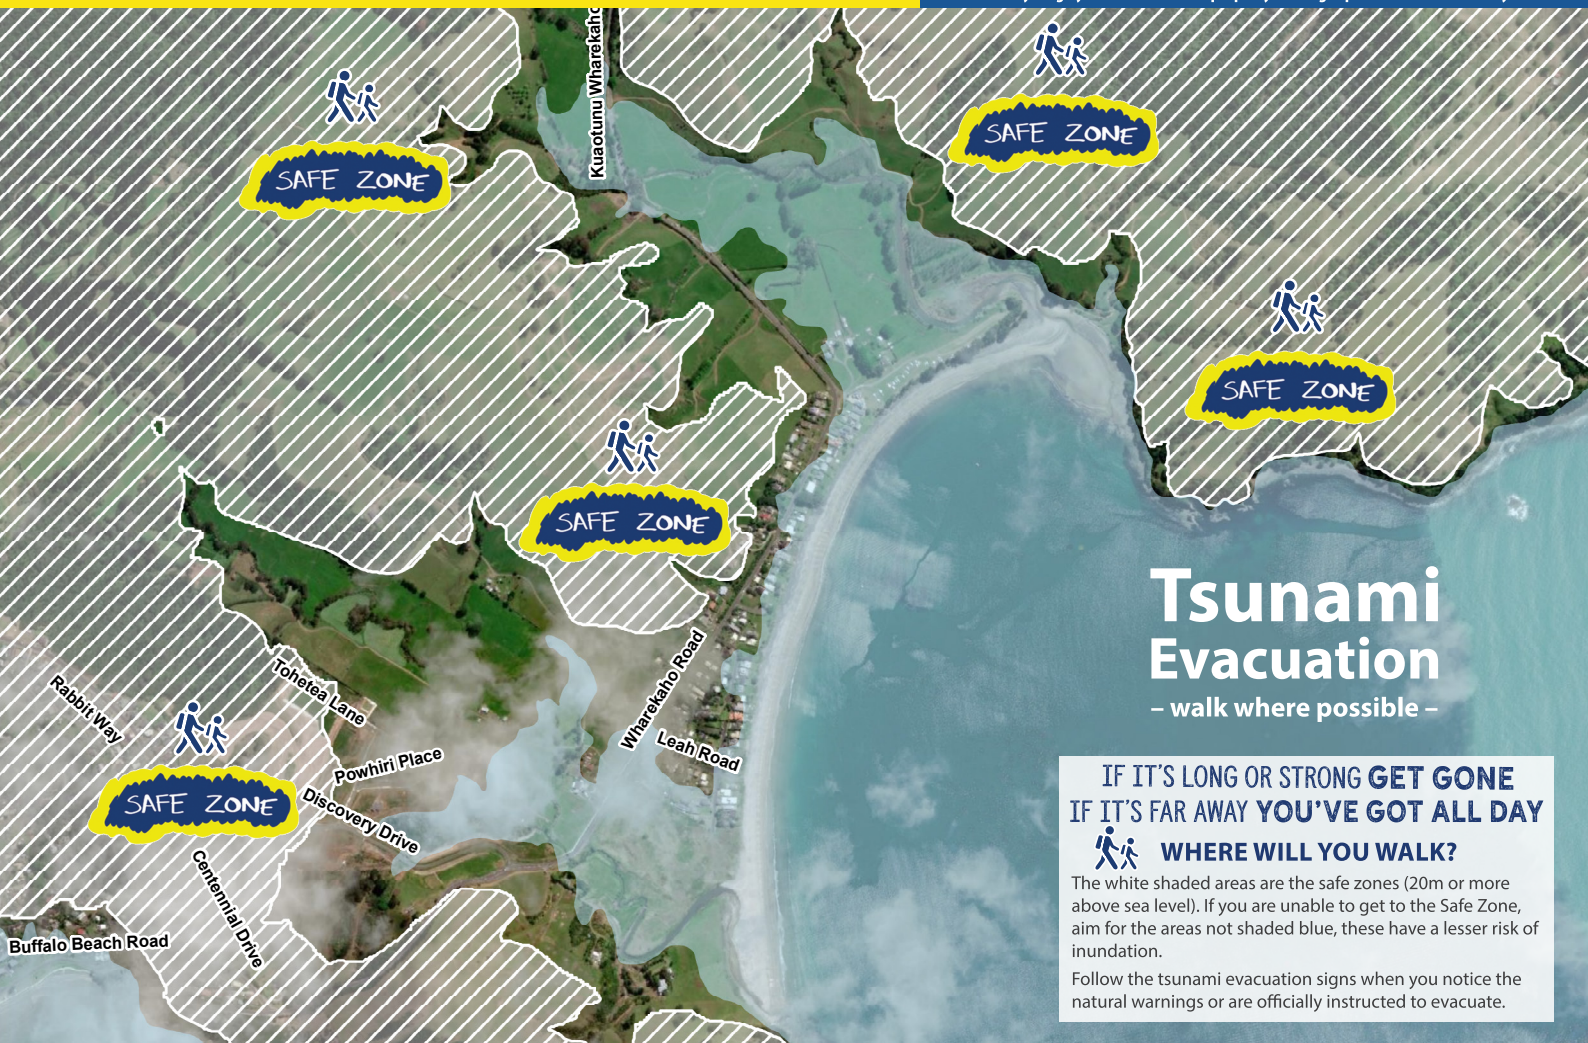 Kuaotunu Wharekaho
SAFE ZONE
SAFE ZONE
SAFE ZONE
SAFE ZONE
Tsunami
Evacuation
– walk where possible –
Wharekaho Road
Tohetea Lane
Rabbit Way
Leah Road
Powhiri Place
SAFE ZONE
Discovery Drive
Centennial Drive
Buffalo Beach Road
IF IT'S LONG OR STRONG GET GONE
IF IT'S FAR AWAY YOU'VE GOT ALL DAY
WHERE WILL YOU WALK?
The white shaded areas are the safe zones (20m or more
above sea level). If you are unable to get to the Safe Zone,
aim for the areas not shaded blue, these have a lesser risk of
inundation.
Follow the tsunami evacuation signs when you notice the
natural warnings or are officially instructed to evacuate.